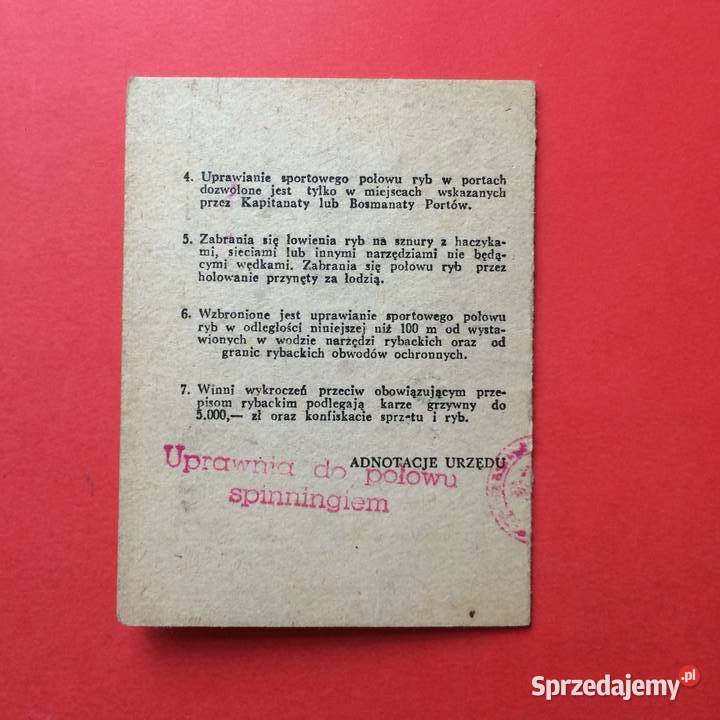 4. Uprawianie sportowego połowu ryb w portach
dozwolone jest tylko w miejscach wskazanych
przez Kapitanaty lub Bosmanaty Portów.
5. Zabrania się łowienia ryb na sznury z haczyka-
mi, sieciami lub innymi narzędziami nie będą-
cymi wędkami. Zabrania się połowu ryb przez
holowanie przynęty za łodzią.
6. Wzbronione jest uprawianie sportowego połowu
ryb w odległości niniejszej niż 100 m od wysta-
wionych w wodzie narzędzi rybackich oraz od
granic rybackich obwodów ochronnych.
7. Winni wykroczeń przeciw obowiązującym prze-
pisom rybackim podlegają karze grzywny do
5.000,— zł oraz konfiskacie sprzętu i ryb.
ADNOTACJE URZĘDU
Uprawnia do połowu
spinningiem
Sprzedajemy.pl